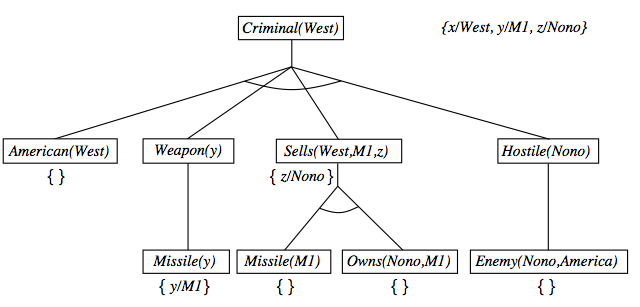 Criminal(West) {x/West, y/M1, z/Nono}
American(West) Weapon(y) Sells(West,M1,z) Hostile(Nono)
{ } { z/Nono }
Missile(y) Missile(M1) Owns(Nono,M1) Enemy(Nono,America)
{ y/M1 } { } { } { }